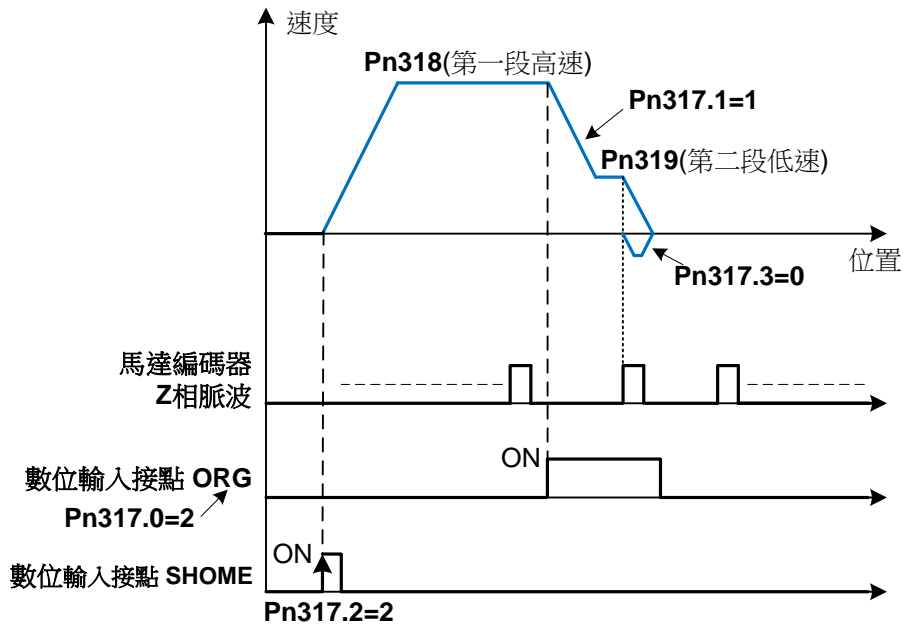 速度
Pn318(第一段高速)
Pn317.1=1
Pn319(第二段低速)
位置
Pn317.3=0
馬達編碼器
Z相脈波
ON
數位輸入接點 ORG
Pn317.0=2
ON
數位輸入接點 SHOME
Pn317.2=2